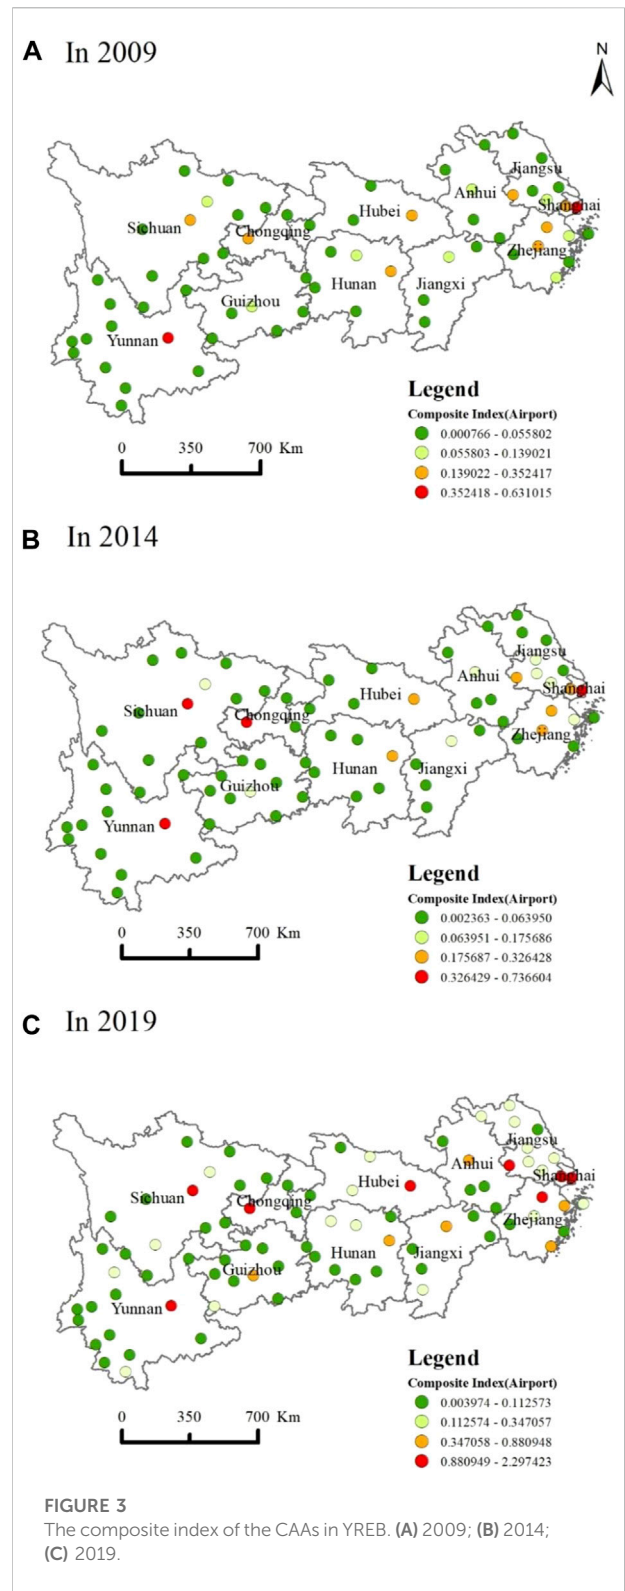 A In 2009
N
Jiangsu
Anhui
Shanghai
Hubei
Sichuan
Chongqing
Zhejiang
Hunan
Jiangxi
Guizhou
Yunnan
Legend
Composite Index(Airport)
0.000766 - 0.055802
0.055803 - 0.139021
0.139022 - 0.352417
0.352418 - 0.631015
0 350 700 Km
B In 2014
Jiangsu
Anhui
Shanghai
Hubei
Sichuan
Chongqing
Zhejiang
Hunan
Jiangxi
Guizhou
Yunnan
Legend
Composite Index(Airport)
0.002363 - 0.063950
0.063951 - 0.175686
0.175687 - 0.326428
0.326429 - 0.736604
0 350 700 Km
C In 2019
Jiangsu
Anhui
Shanghai
Hubei
Sichuan
Chongqing
Zhejiang
Hunan
Jiangxi
Guizhou
Yunnan
Legend
Composite Index(Airport)
0.003974 - 0.112573
0.112574 - 0.347057
0.347058 - 0.880948
0.880949 - 2.297423
0 350 700 Km
FIGURE 3
The composite index of the CAAs in YREB. (A) 2009; (B) 2014;
(C) 2019.